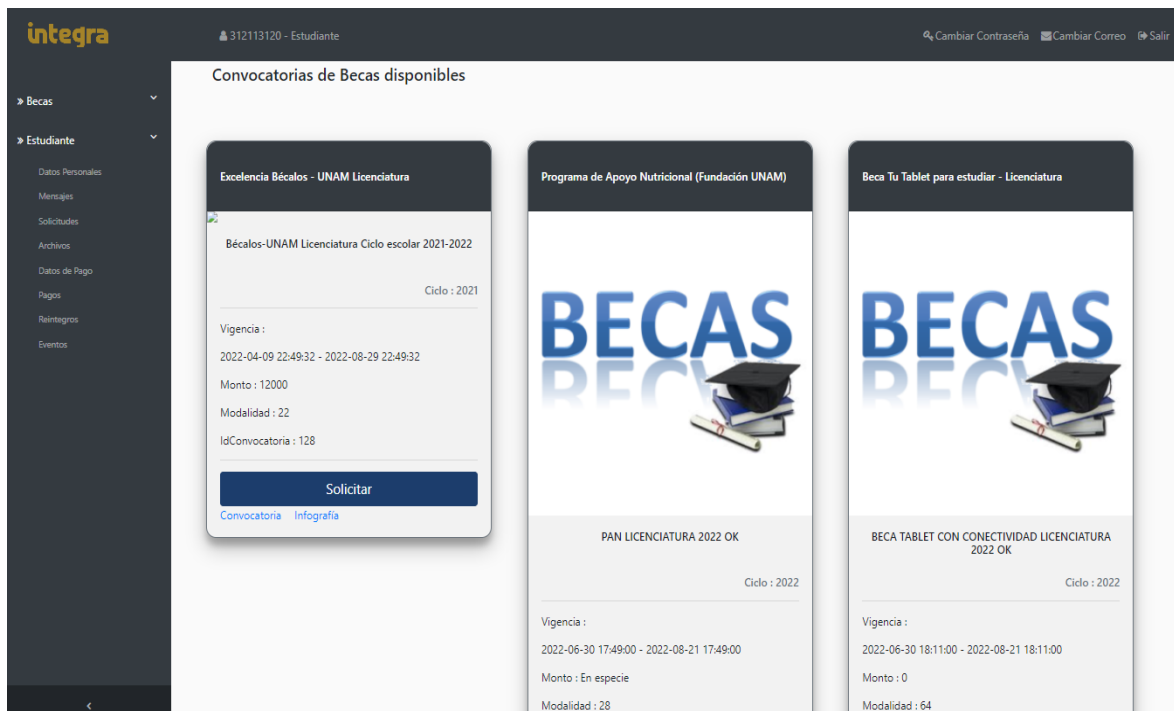 integra
312113120 - Estudiante
Cambiar Contraseña Cambiar Correo Salir
» Becas
» Estudiante
Datos Personales
Mensajes
Solicitudes
Archivos
Datos de Pago
Pagos
Reintegros
Eventos
Convocatorias de Becas disponibles
Excelencia Bécalos - UNAM Licenciatura
Bécalos-UNAM Licenciatura Ciclo escolar 2021-2022
Ciclo : 2021
Vigencia :
2022-04-09 22:49:32 - 2022-08-29 22:49:32
Monto : 12000
Modalidad : 22
IdConvocatoria : 128
Solicitar
Convocatoria Infografía
Programa de Apoyo Nutricional (Fundación UNAM)
BECAS
PAN LICENCIATURA 2022 OK
Ciclo : 2022
Vigencia :
2022-06-30 17:49:00 - 2022-08-21 17:49:00
Monto : En especie
Modalidad : 28
Beca Tu Tablet para estudiar - Licenciatura
BECAS
BECA TABLET CON CONECTIVIDAD LICENCIATURA
2022 OK
Ciclo : 2022
Vigencia :
2022-06-30 18:11:00 - 2022-08-21 18:11:00
Monto : 0
Modalidad : 64